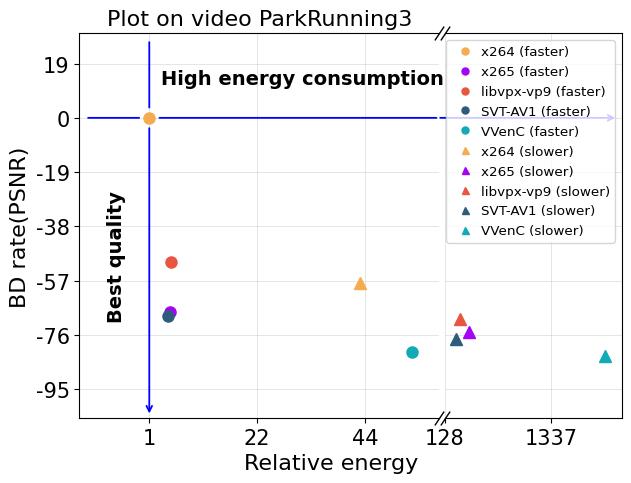 Plot on video ParkRunning3
19
0
-19
-38
-57
-76
-95
BD rate(PSNR)
High energy consumption
Best quality
x264 (faster)
x265 (faster)
libvpx-vp9 (faster)
SVT-AV1 (faster)
VVenC (faster)
x264 (slower)
x265 (slower)
libvpx-vp9 (slower)
SVT-AV1 (slower)
VVenC (slower)
1 22 44 128 1337
Relative energy